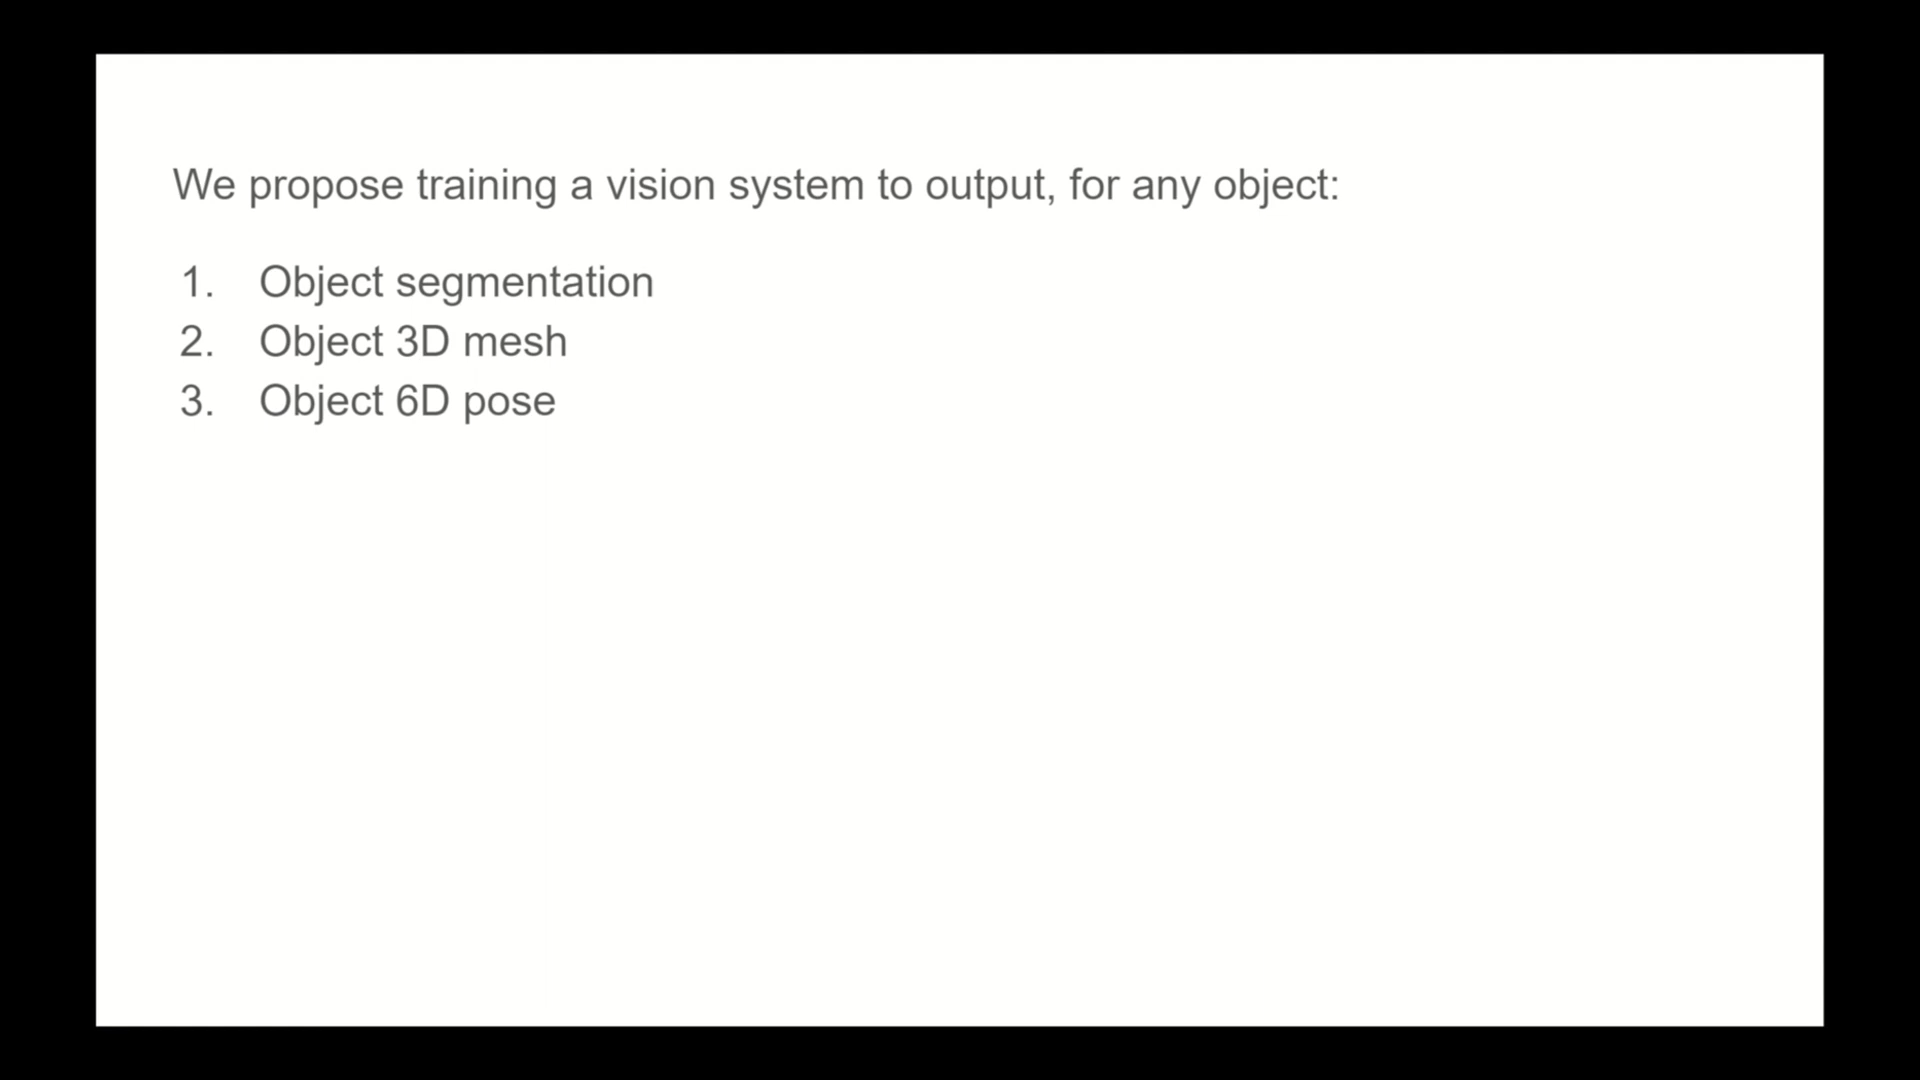 We propose training a vision system to output, for any object:
1. Object segmentation
2. Object 3D mesh
3. Object 6D pose